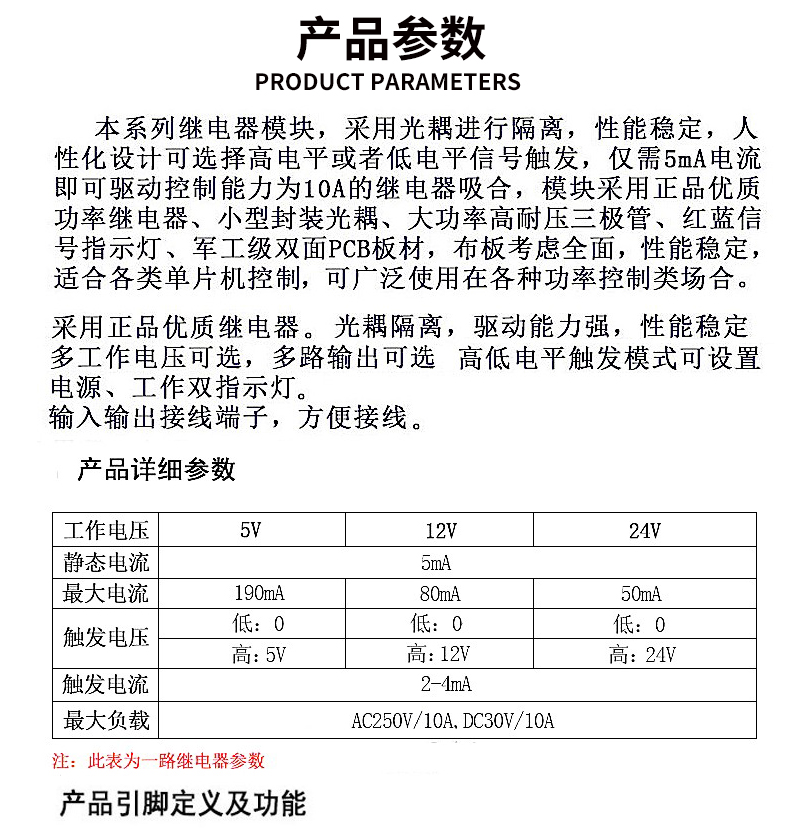 产品参数
PRODUCT PARAMETERS
本系列继电器模块，采用光耦进行隔离，性能稳定，人
性化设计可选择高电平或者低电平信号触发，仅需5mA电流
即可驱动控制能力为10A的继电器吸合，模块采用正品优质
功率继电器、小型封装光耦、大功率高耐压三极管、红蓝信
号指示灯、军工级双面PCB板材，布板考虑全面，性能稳定，
适合各类单片机控制，可广泛使用在各种功率控制类场合。
采用正品优质继电器。光耦隔离，驱动能力强，性能稳定
多工作电压可选，多路输出可选 高低电平触发模式可设置
电源、工作双指示灯。
输入输出接线端子，方便接线。
产品详细参数
工作电压 5V 12V 24V
静态电流 5mA
最大电流 190mA 80mA 50mA
触发电压 低：0 低：0 低：0
高：5V 高：12V 高：24V
触发电流 2-4mA
最大负载 AC250V/10A,DC30V/10A
注：此表为一路继电器参数
产品引脚定义及功能